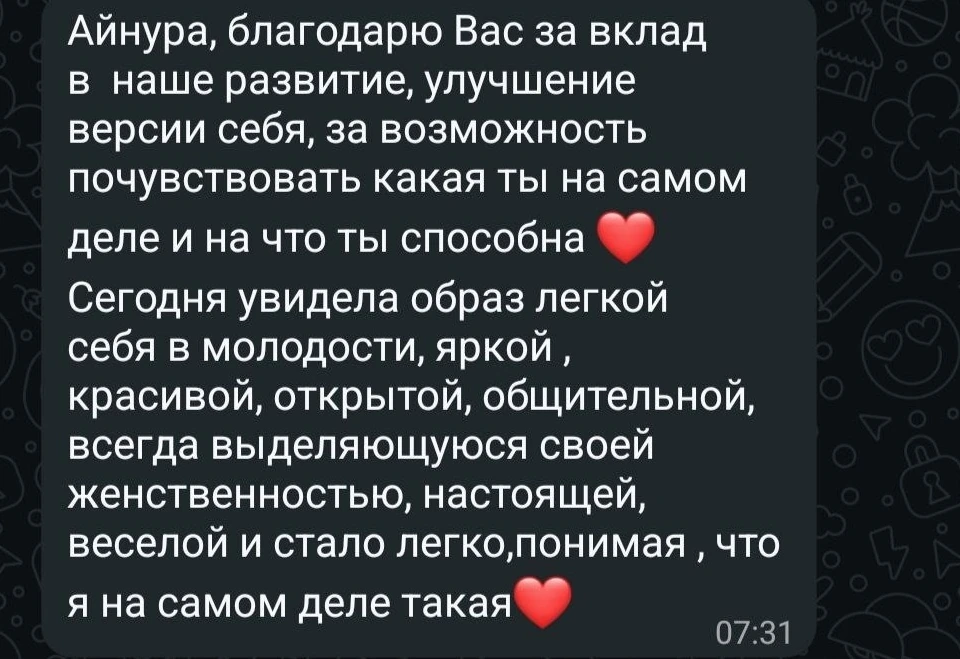 Айнура, благодарю Вас за вклад
в  наше развитие, улучшение
версии себя, за возможность
почувствовать какая ты на самом
деле и на что ты способна ❤️
Сегодня увидела образ легкой
себя в молодости, яркой ,
красивой, открытой, общительной,
всегда выделяющуюся своей
женственностью, настоящей,
веселой и стало легко,понимая , что
я на самом деле такая❤️
07:31